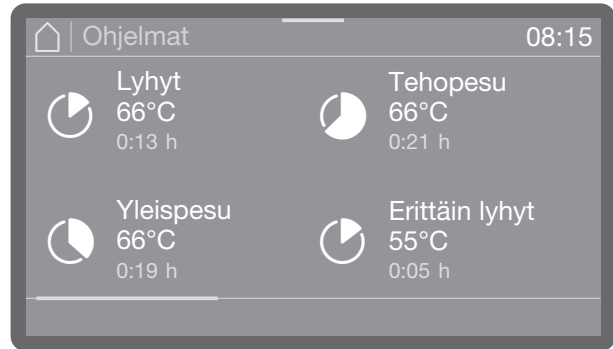 Ohjelmat 08:15
Lyhyt
66°C
0:13 h
Tehopesu
66°C
0:21 h
Yleispesu
66°C
0:19 h
Erittäin lyhyt
55°C
0:05 h